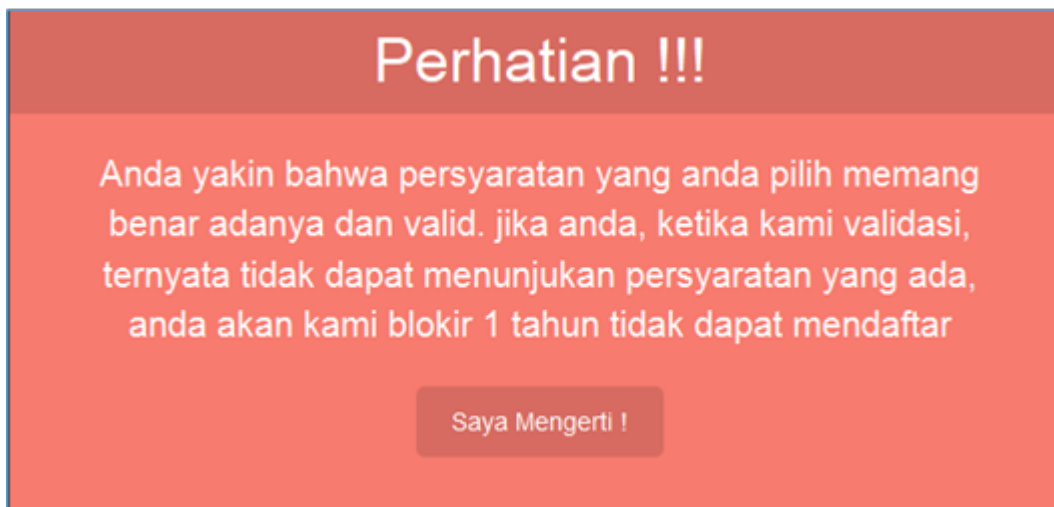 Perhatian !!!
Anda yakin bahwa persyaratan yang anda pilih memang
benar adanya dan valid. jika anda, ketika kami validasi,
ternyata tidak dapat menunjukan persyaratan yang ada,
anda akan kami blokir 1 tahun tidak dapat mendaftar
Saya Mengerti !